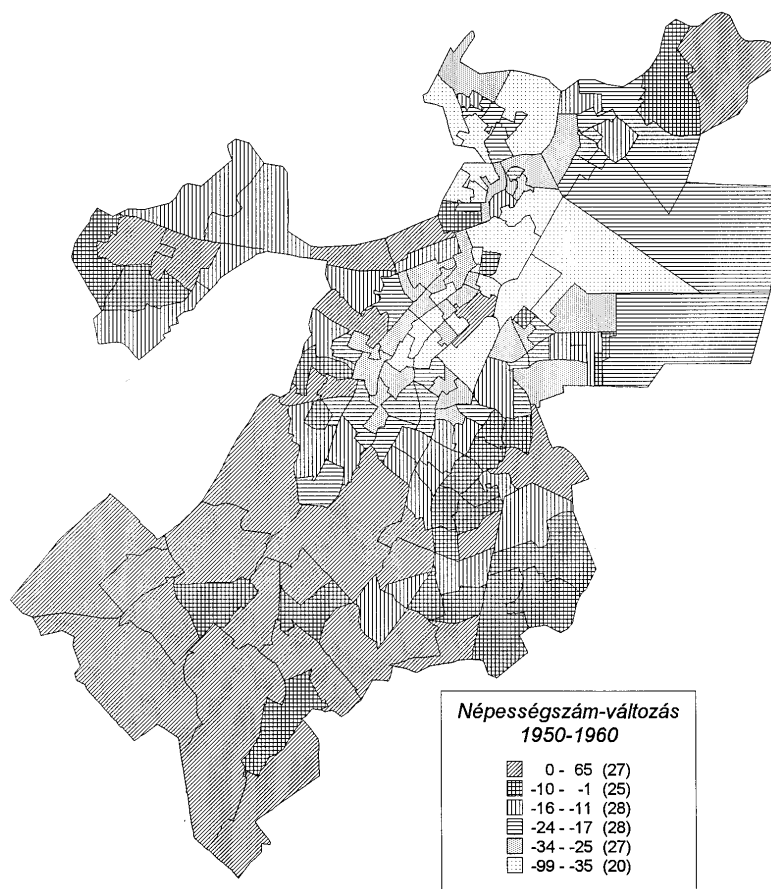 Népességszám-változás
1950-1960
0 - 65 (27)
-10 - -1 (25)
-16 - -11 (28)
-24 - -17 (28)
-34 - -25 (27)
-99 - -35 (20)